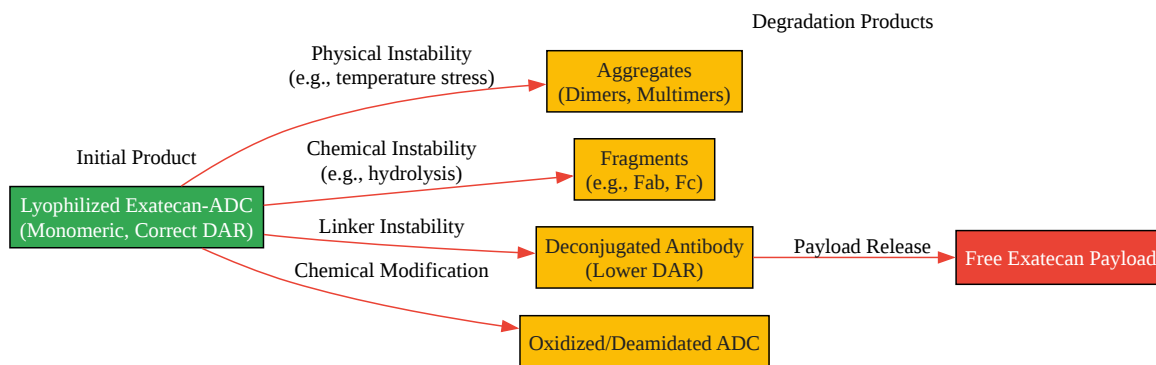 Degradation Products
Physical Instability
(e.g., temperature stress)
Aggregates
(Dimers, Multimers)
Initial Product
Chemical Instability
(e.g., hydrolysis)
Fragments
(e.g., Fab, Fc)
Lyophilized Exatecan-ADC
(Monomeric, Correct DAR)
Linker Instability
Deconjugated Antibody
(Lower DAR)
Payload Release
Free Exatecan Payload
Chemical Modification
Oxidized/Deamidated ADC